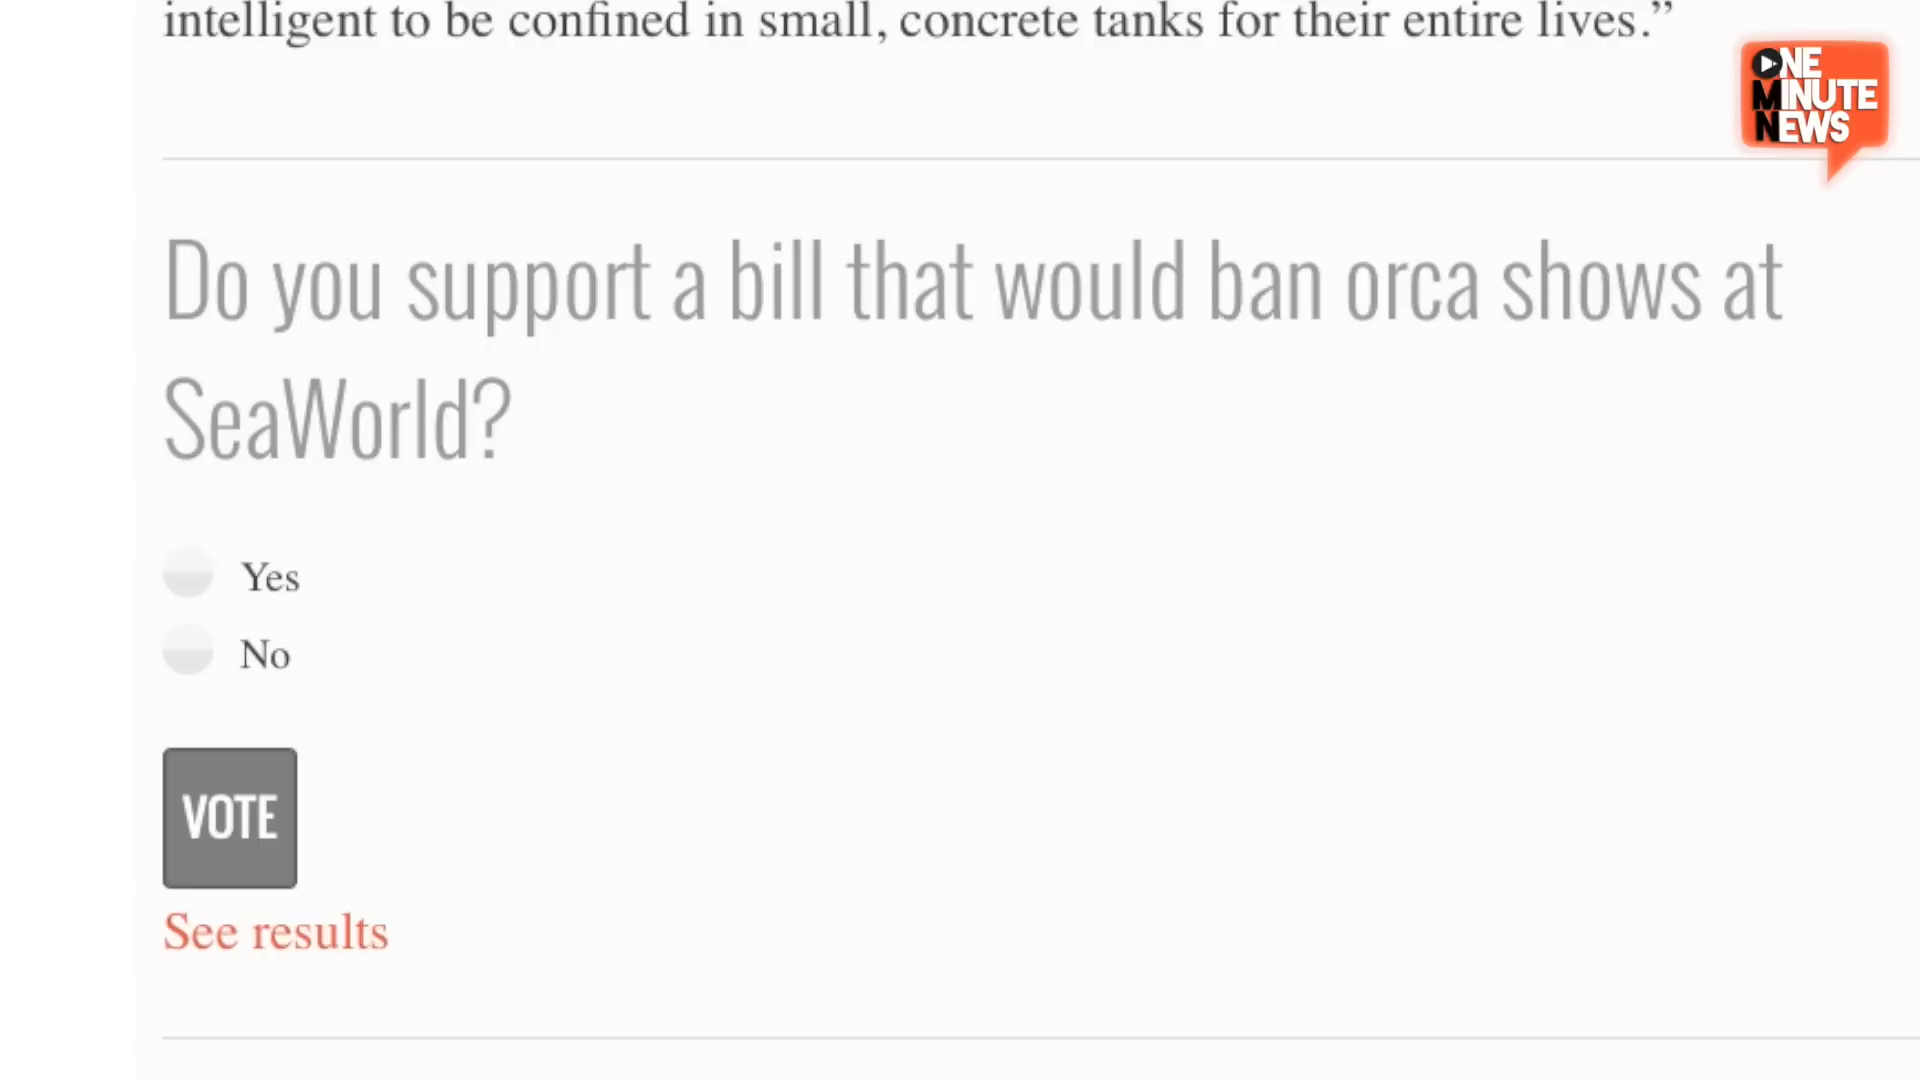 intelligent to be confined in small, concrete tanks for their entire lives.”
ONE
MINUTE
NEWS
Do you support a bill that would ban orca shows at
SeaWorld?
Yes
No
VOTE
See results